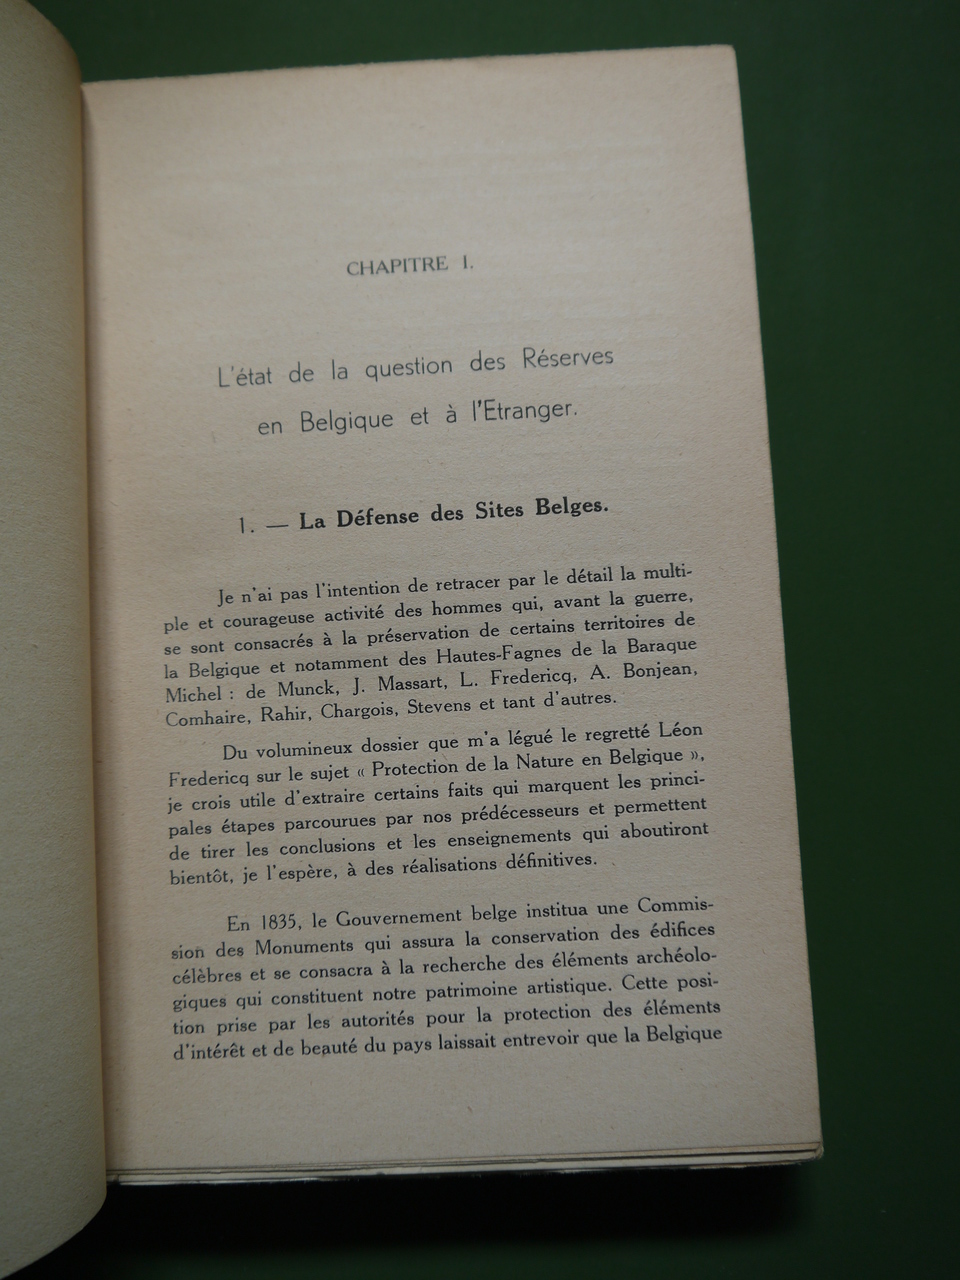 CHAPITRE I.
L'état de la question des Réserves
en Belgique et à l'Etranger.
1. — La Défense des Sites Belges.
Je n'ai pas l'intention de retracer par le détail la multi-
ple et courageuse activité des hommes qui, avant la guerre,
se sont consacrés à la préservation de certains territoires de
la Belgique et notamment des Hautes-Fagnes de la Baraque
Michel : de Munck, J. Massart, L. Fredericq, A. Bonjean,
Comhaire, Rahir, Chargois, Stevens et tant d'autres.
Du volumineux dossier que m'a légué le regretté Léon
Fredericq sur le sujet « Protection de la Nature en Belgique »,
je crois utile d'extraire certains faits qui marquent les princi-
pales étapes parcourues par nos prédécesseurs et permettent
de tirer les conclusions et les enseignements qui aboutiront
bientôt, je l'espère, à des réalisations définitives.
En 1835, le Gouvernement belge institua une Commis-
sion des Monuments qui assura la conservation des édifices
célèbres et se consacra à la recherche des éléments archéolo-
giques qui constituent notre patrimoine artistique. Cette posi-
tion prise par les autorités pour la protection des éléments
d'intérêt et de beauté du pays laissait entrevoir que la Belgique